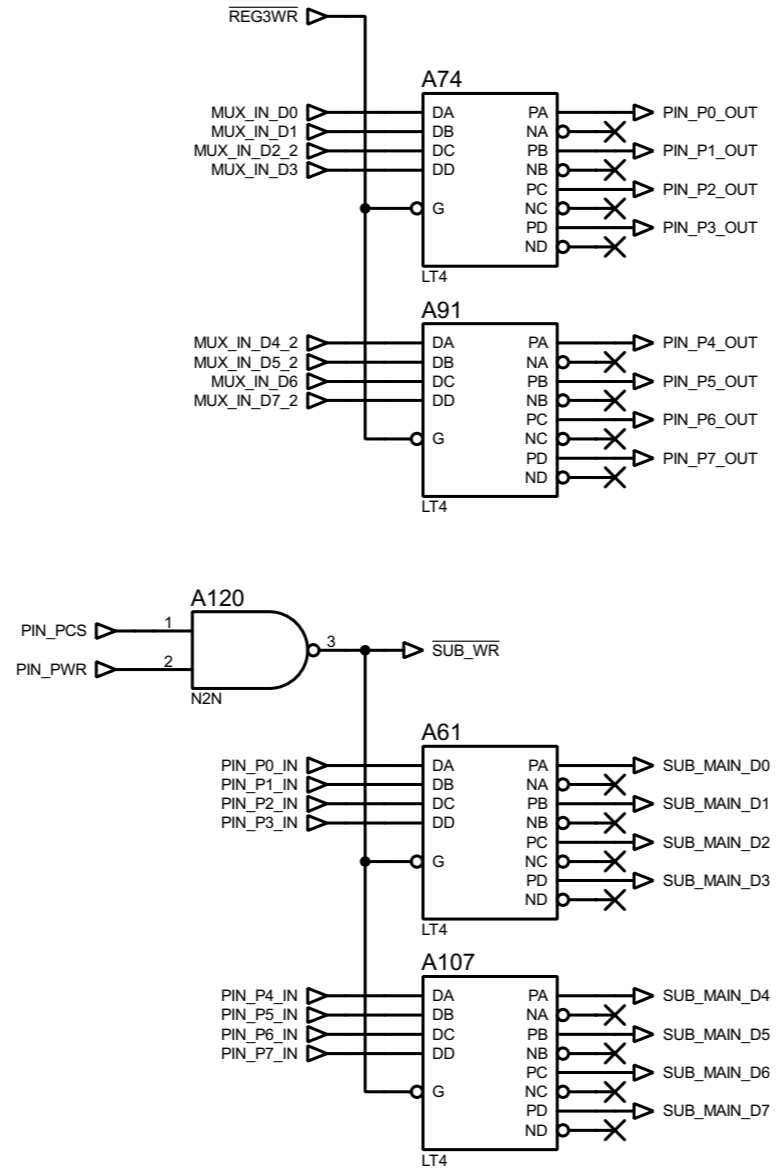 REG3WR
A74
MUX_IN_D0 DA PA PIN_P0_OUT
MUX_IN_D1 DB NA
MUX_IN_D2_2 DC PB PIN_P1_OUT
MUX_IN_D3 DD NB
PC PIN_P2_OUT
G NC
PD PIN_P3_OUT
ND
LT4
A91
MUX_IN_D4_2 DA PA PIN_P4_OUT
MUX_IN_D5_2 DB NA
MUX_IN_D6 DC PB PIN_P5_OUT
MUX_IN_D7_2 DD NB
PC PIN_P6_OUT
G NC
PD PIN_P7_OUT
ND
LT4
A120
PIN_PCS 1
3 SUB_WR
PIN_PWR 2
N2N
A61
PIN_P0_IN DA PA SUB_MAIN_D0
PIN_P1_IN DB NA
PIN_P2_IN DC PB SUB_MAIN_D1
PIN_P3_IN DD NB
PC SUB_MAIN_D2
G NC
PD SUB_MAIN_D3
ND
LT4
A107
PIN_P4_IN DA PA SUB_MAIN_D4
PIN_P5_IN DB NA
PIN_P6_IN DC PB SUB_MAIN_D5
PIN_P7_IN DD NB
PC SUB_MAIN_D6
G NC
PD SUB_MAIN_D7
ND
LT4